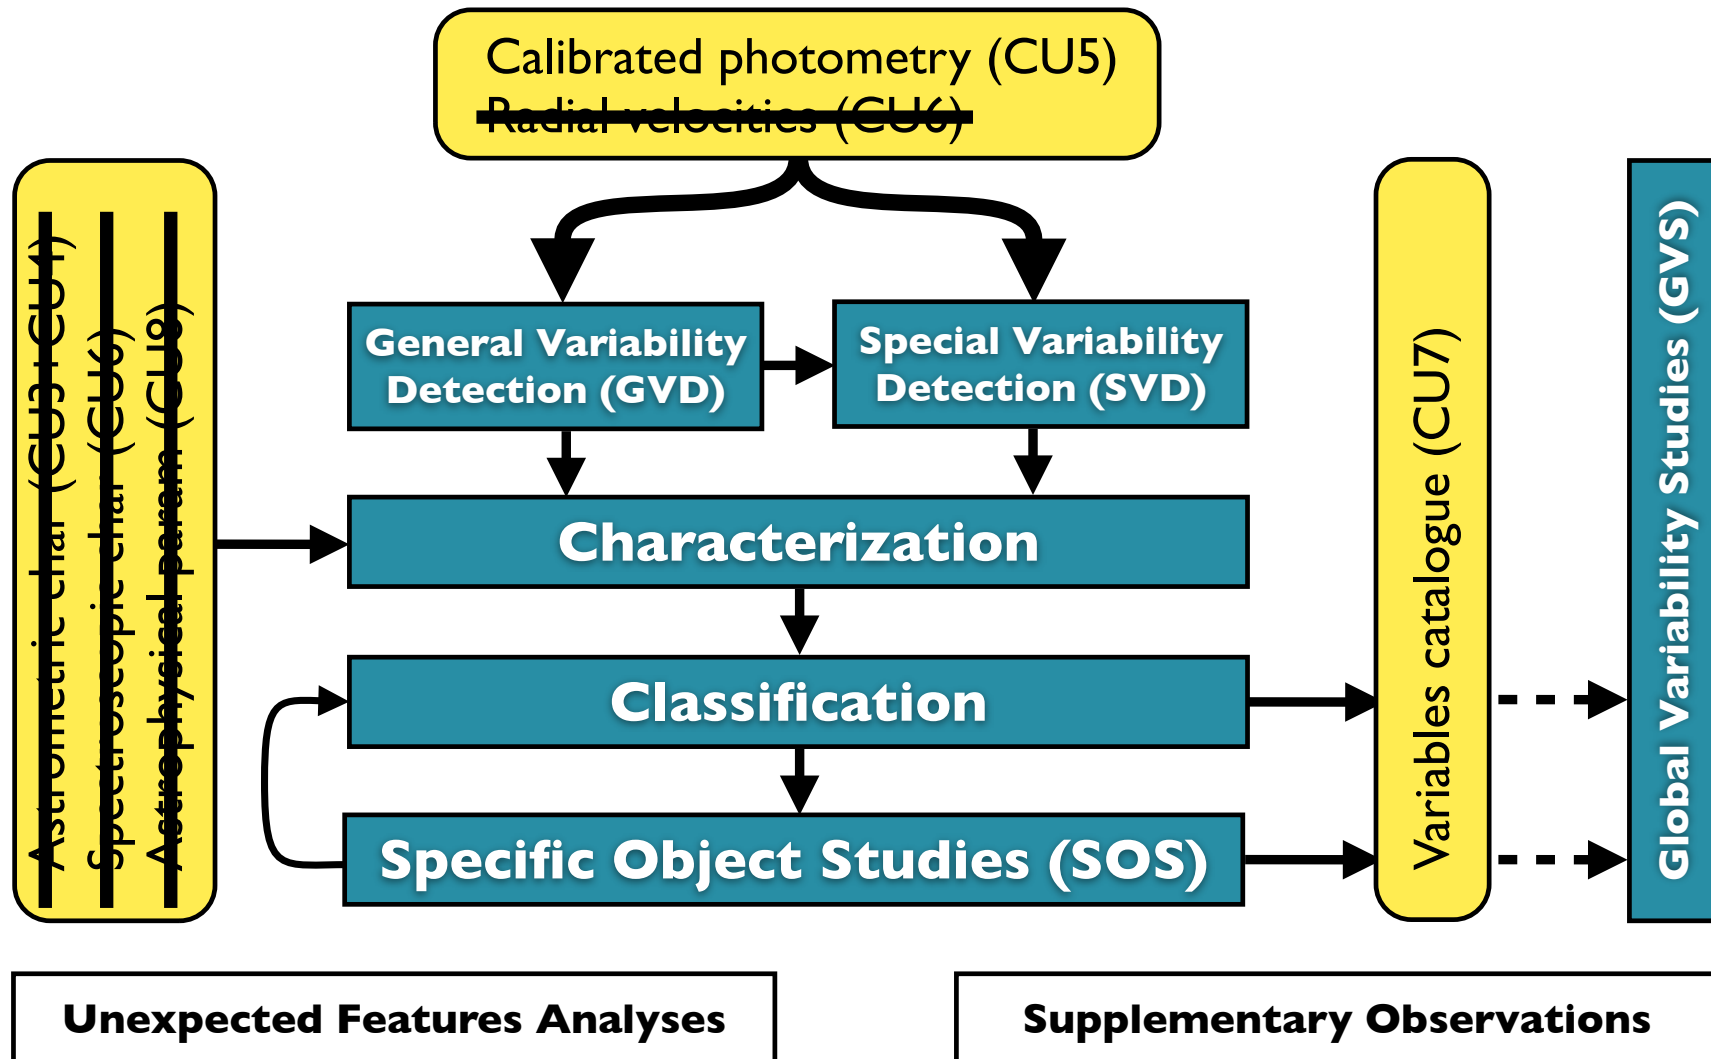 Calibrated photometry (CU5)
Radial velocities (CU6)
Astrometric char (CU3+CU4)
Spectroscopic char (CU6)
Astrophysical param (CU8)
General Variability
Detection (GVD)
Special Variability
Detection (SVD)
Characterization
Classification
Specific Object Studies (SOS)
Variables catalogue (CU7)
Global Variability Studies (GVS)
Unexpected Features Analyses
Supplementary Observations